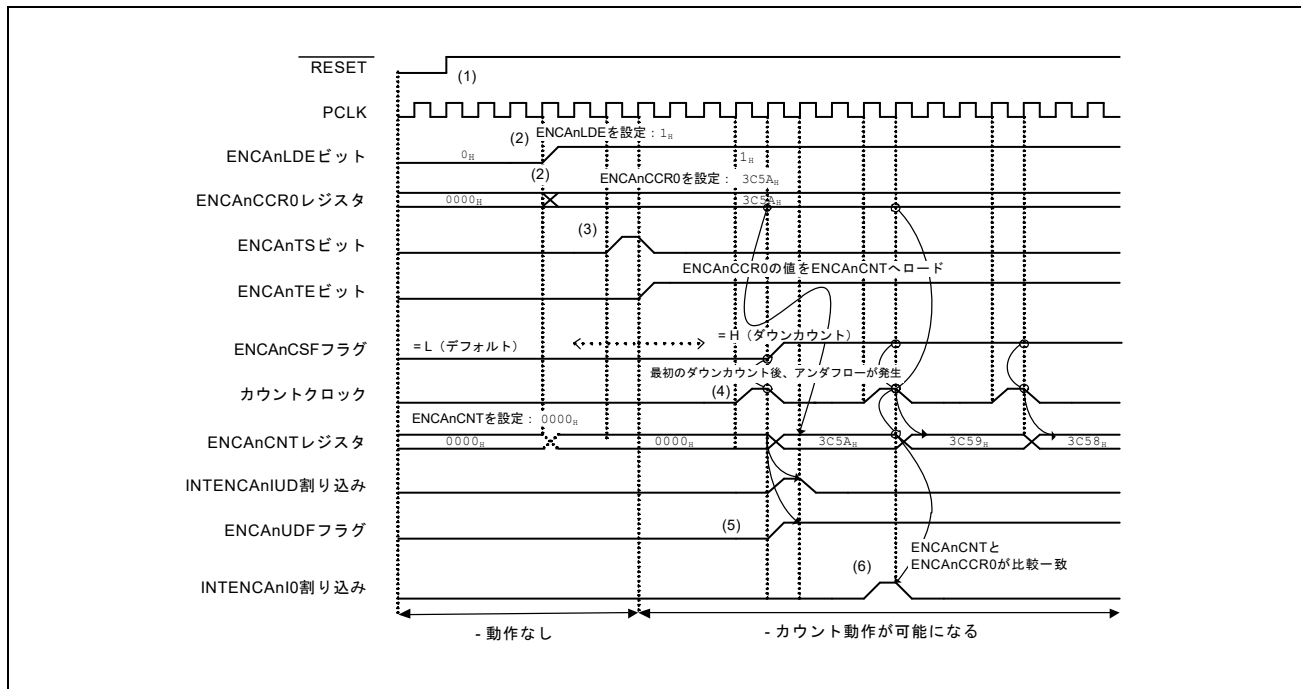 RESET
(1)
PCLK
(2) ENCAnLDEを設定：1H
ENCAnLDEビット
0H
1H
(2) ENCAnCCR0を設定： 3C5AH
ENCAnCCR0レジスタ
0000H
3C5AH
(3)
ENCAnTSビット
ENCAnCCR0の値をENCAnCNTへロード
ENCAnTEビット
= L（デフォルト）
= H（ダウンカウント）
ENCAnCSFフラグ
最初のダウンカウント後、アンダフローが発生
カウントクロック
(4)
ENCAnCNTを設定： 0000H
ENCAnCNTレジスタ
0000H
0000H
3C5AH
3C59H
3C58H
INTENCAnIUD割り込み
ENCAnUDFフラグ
(5)
ENCAnCNTと
ENCAnCCR0が比較一致
(6)
INTENCAnI0割り込み
- 動作なし
- カウント動作が可能になる